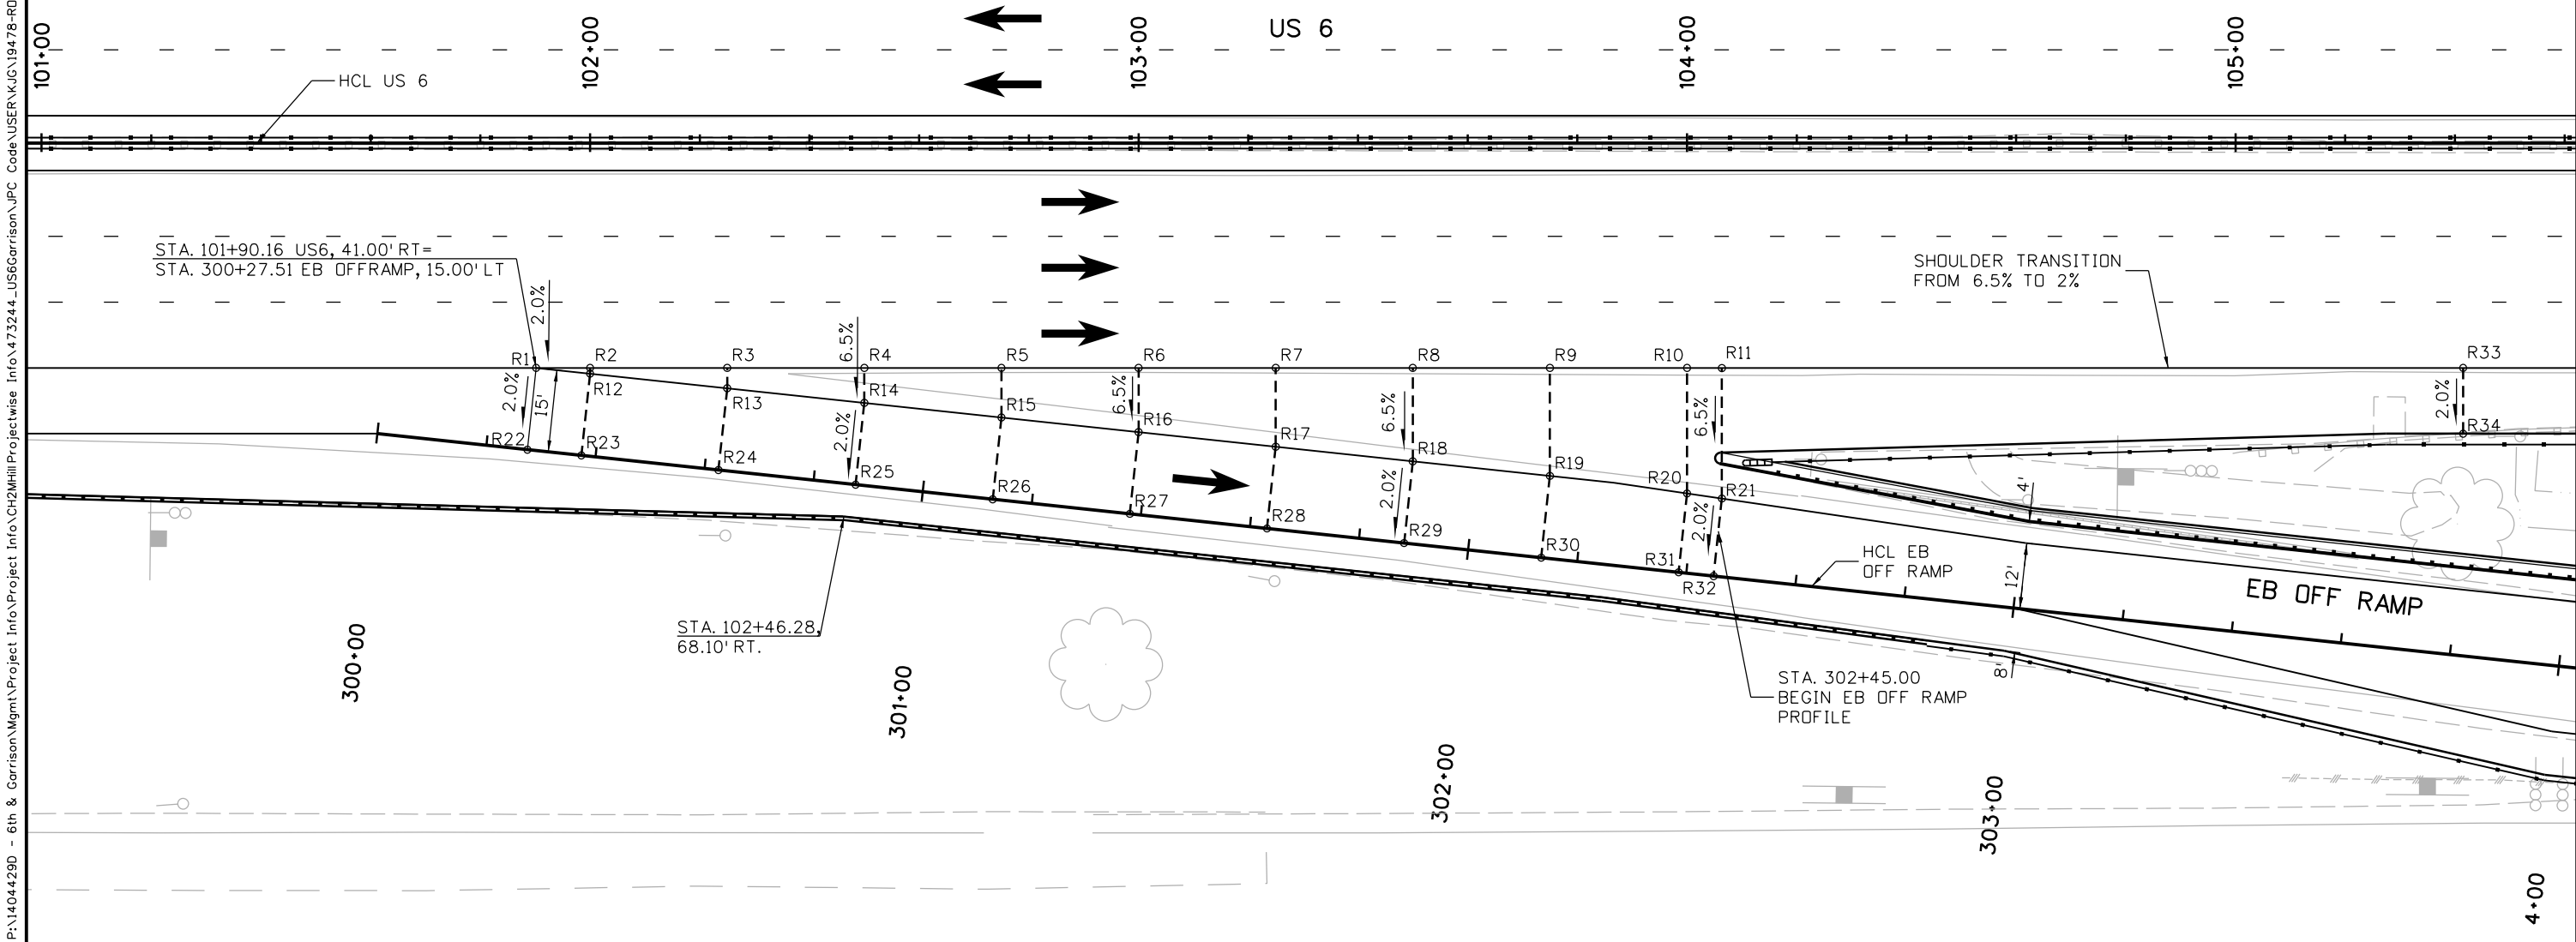 P:\1404429D - 6th & Garrison\Mgmt\Project Info\Project Info\CH2MHill Projectwise Info\473244_US6Garrison\JPC Code\USER\KJG\19478-RD
101+00
102+00
103+00
104+00
105+00
US 6
HCL US 6
STA. 101+90.16 US6, 41.00' RT=
STA. 300+27.51 EB OFFRAMP, 15.00' LT
SHOULDER TRANSITION
FROM 6.5% TO 2%
2.0%
6.5%
R1
R2
R3
R4
R5
R6
R7
R8
R9
R10
R11
R33
2.0%
15'
R12
R13
R14
R15
R16
R17
R18
R19
R20
R21
R34
6.5%
6.5%
6.5%
2.0%
2.0%
2.0%
2.0%
R22
R23
R24
R25
R26
R27
R28
R29
R30
R31
R32
4'
12'
8'
HCL EB
OFF RAMP
EB OFF RAMP
STA. 102+46.28,
68.10' RT.
STA. 302+45.00
BEGIN EB OFF RAMP
PROFILE
300+00
301+00
302+00
303+00
4+00